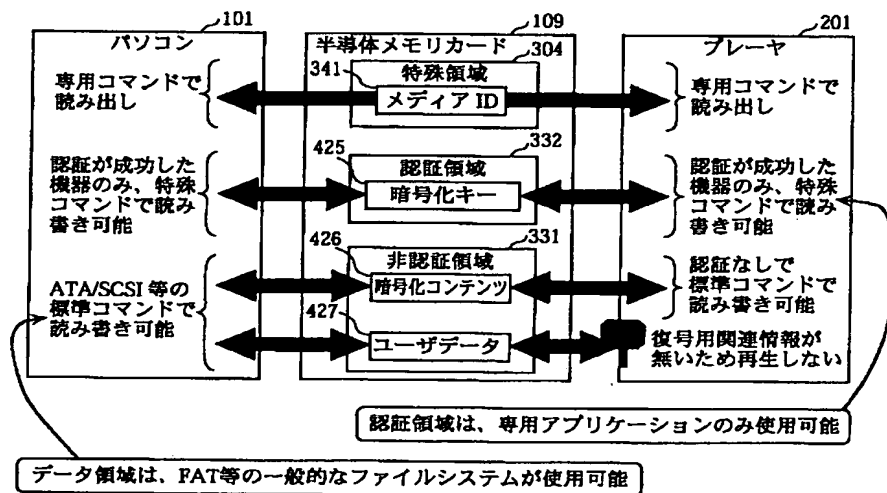 101
パソコン
専用コマンドで
読み出し
認証が成功した
機器のみ、特殊
コマンドで読み
書き可能
ATA/SCSI 等の
標準コマンドで
読み書き可能
109
半導体メモリカード
304
特殊領域
341
メディア ID
332
認証領域
425
暗号化キー
331
非認証領域
426
暗号化コンテンツ
427
ユーザデータ
201
プレーヤ
専用コマンドで
読み出し
認証が成功した
機器のみ、特殊
コマンドで読み
書き可能
認証なしで
標準コマンドで
読み書き可能
復号用関連情報が
無いため再生しない
認証領域は、専用アプリケーションのみ使用可能
データ領域は、FAT等の一般的なファイルシステムが使用可能